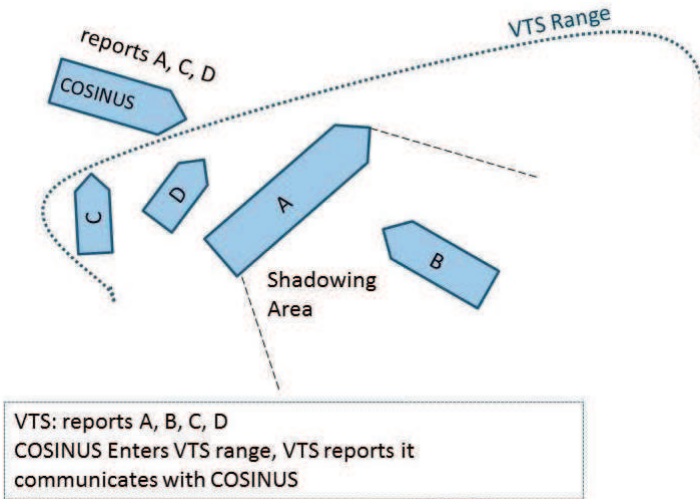 VTS Range
reports A, C, D
COSINUS
C
D
A
B
Shadowing
Area
VTS: reports A, B, C, D
COSINUS Enters VTS range, VTS reports it
communicates with COSINUS